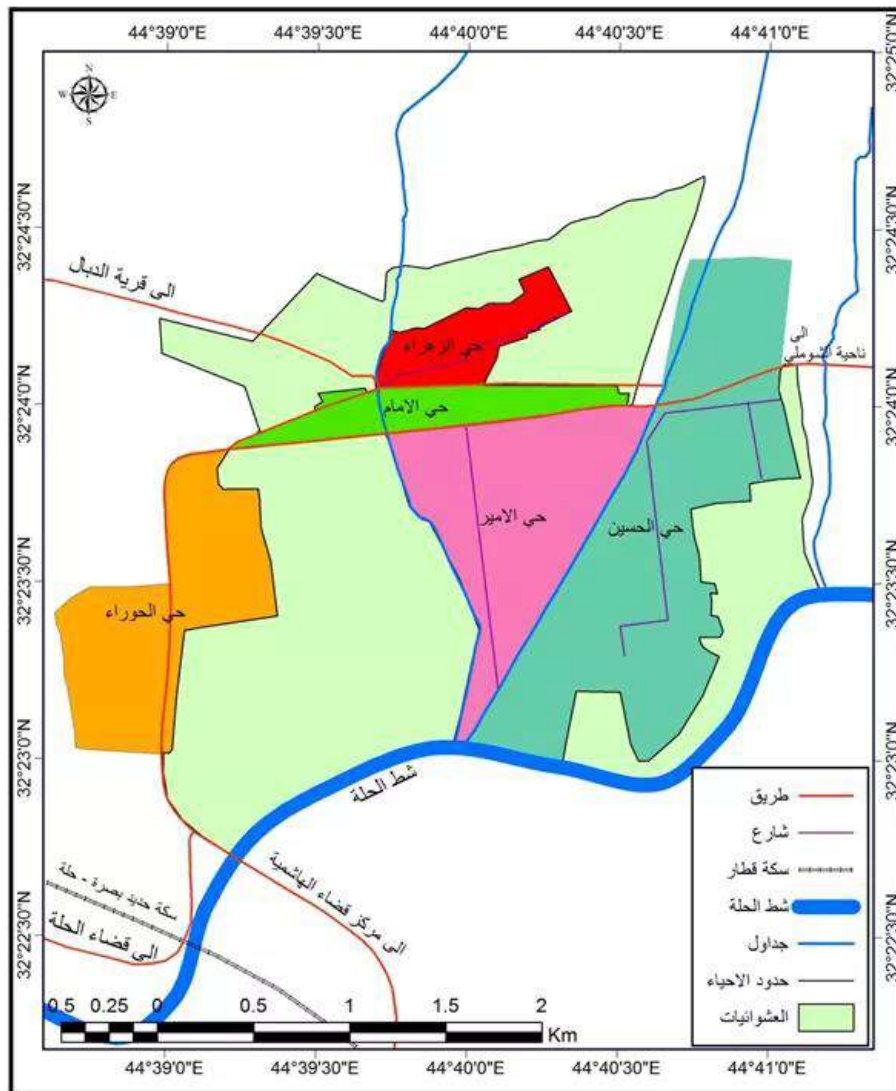 44°39'0"E 44°39'30"E 44°40'0"E 44°40'30"E 44°41'0"E
32°25'0"N
N
W E
S
32°24'30"N 32°24'30"N
الى قرية الدبال
حي الزهراء
الى
ناحية الشوملي
32°24'0"N 32°24'0"N
حي الامام
حي الامير
حي الحسين
32°23'30"N 32°23'30"N
حي الحوراء
32°23'0"N 32°23'0"N
شط الحلة
طريق
شارع
سكة قطار
شط الحلة
جداول
حدود الاحياء
العشوائيات
سكة حديد بصرة - حلة
الى مركز قضاء الهاشمية
32°22'30"N 32°22'30"N
الى قضاء الحلة
0.5 0.25 0 0.5 1 1.5 2
Km
44°39'0"E 44°39'30"E 44°40'0"E 44°40'30"E 44°41'0"E